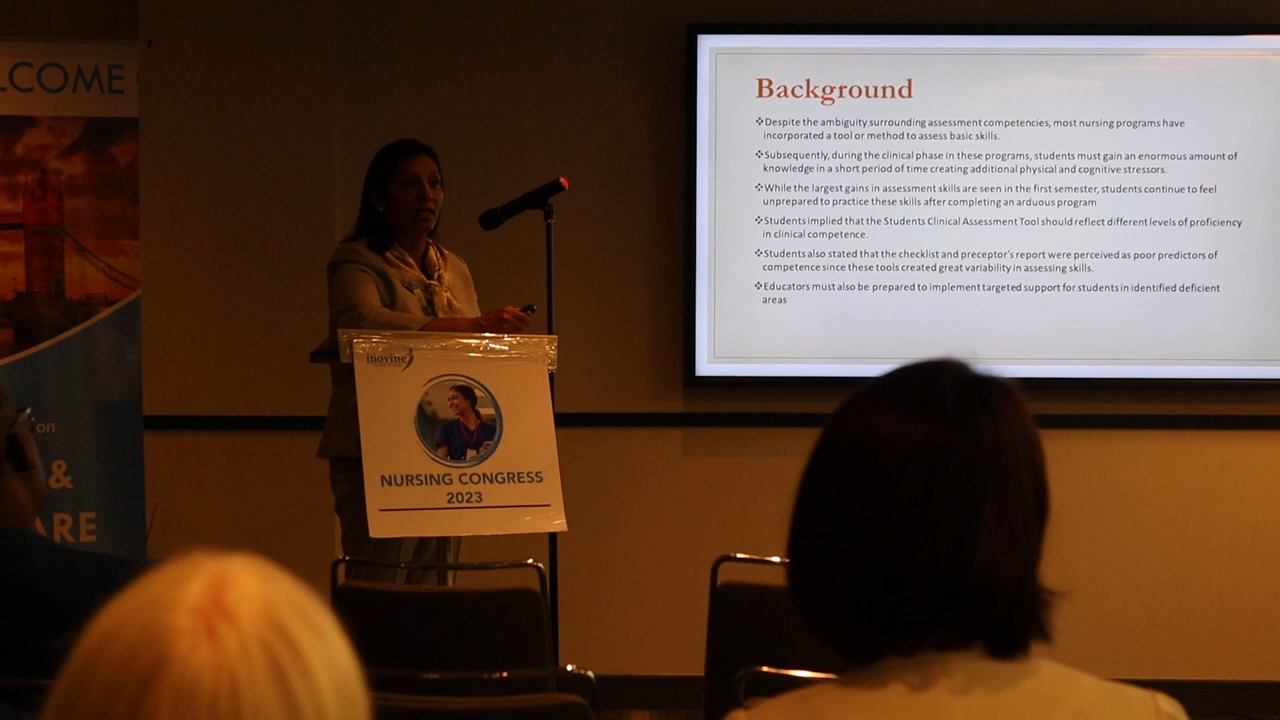 LCOME
on
&
ARE
inovine
NURSING CONGRESS
2023
Background
❖Despite the ambiguity surrounding assessment competencies, most nursing programs have
incorporated a tool or method to assess basic skills.
❖Subsequently, during the clinical phase in these programs, students must gain an enormous amount of
knowledge in a short period of time creating additional physical and cognitive stressors.
❖While the largest gains in assessment skills are seen in the first semester, students continue to feel
unprepared to practice these skills after completing an arduous program
❖Students implied that the Students Clinical Assessment Tool should reflect different levels of proficiency
in clinical competence.
❖Students also stated that the checklist and preceptor's report were perceived as poor predictors of
competence since these tools created great variability in assessing skills.
❖Educators must also be prepared to implement targeted support for students in identified deficient
areas